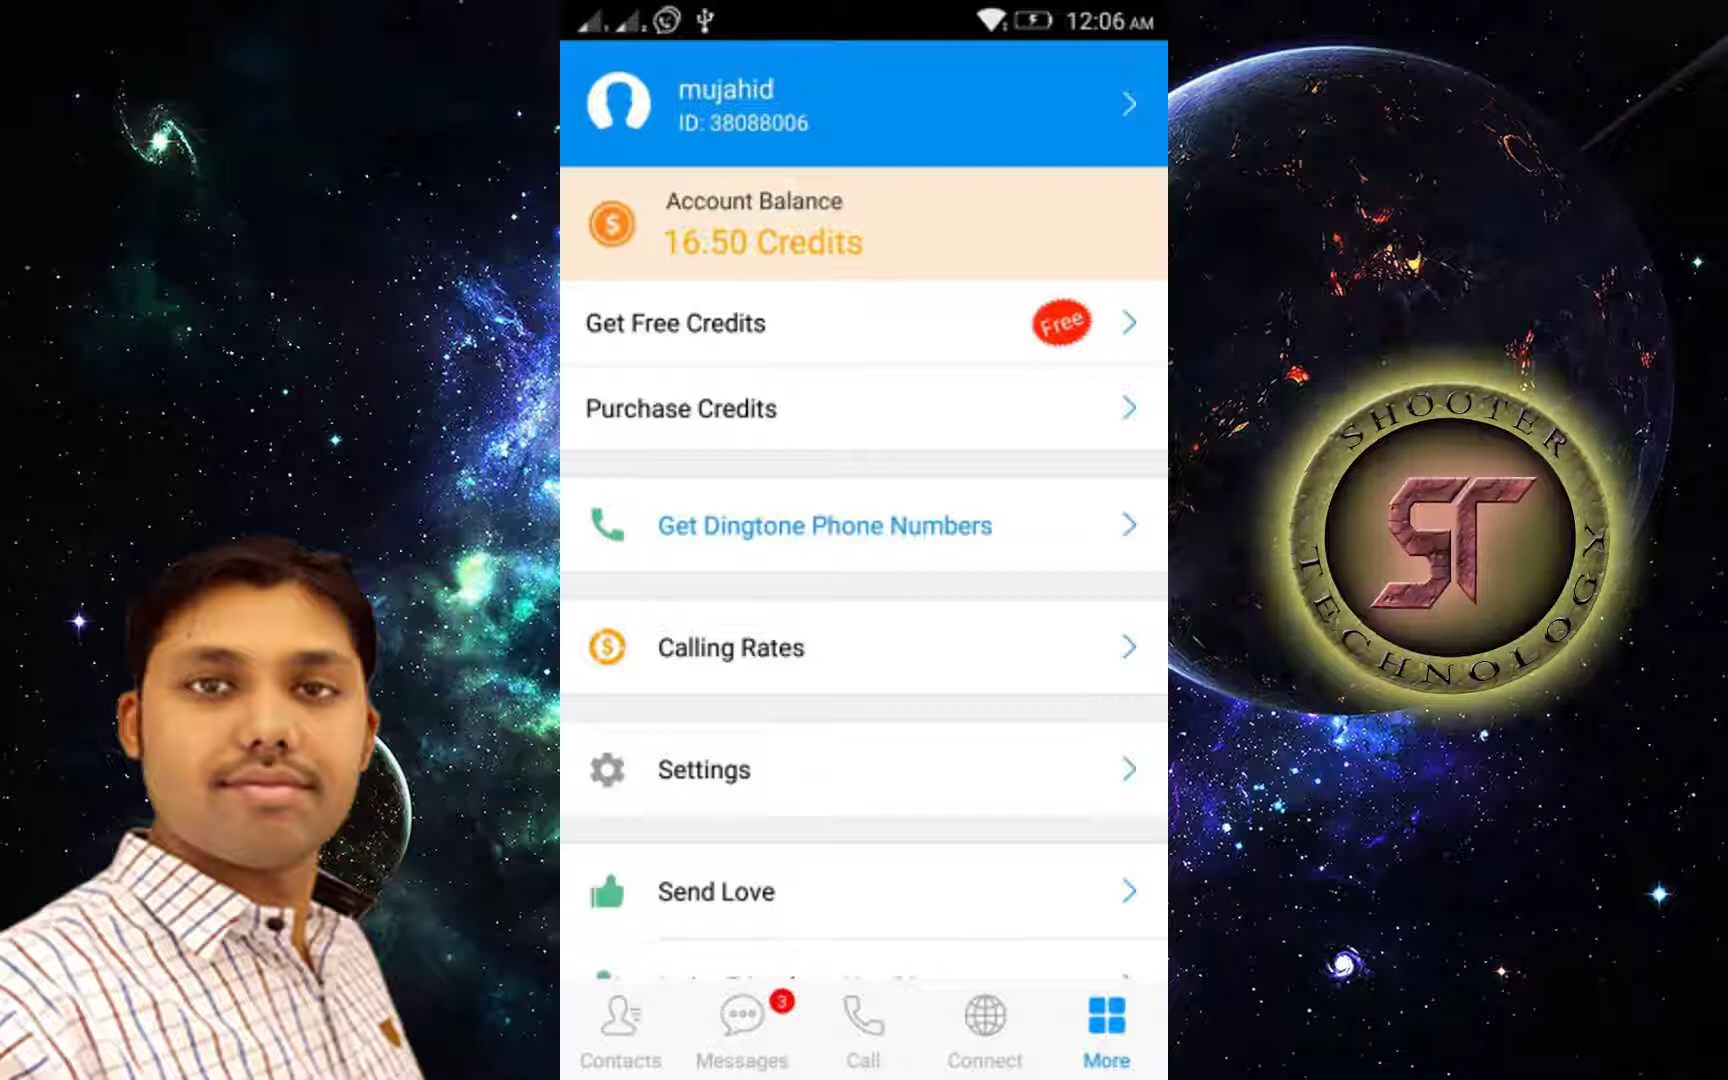 12:06 AM
mujahid
ID: 38088006
Account Balance
16.50 Credits
Get Free Credits
Free
Purchase Credits
Get Dingtone Phone Numbers
Calling Rates
Settings
Send Love
3
Contacts
Messages
Call
Connect
More
SHOOTER
ST
TECHNOLOGY